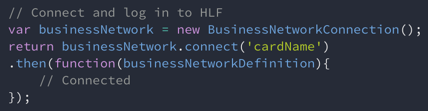 // Connect and log in to HLF
var businessNetwork = new BusinessNetworkConnection();
return businessNetwork.connect('cardName')
.then(function(businessNetworkDefinition){
    // Connected
});